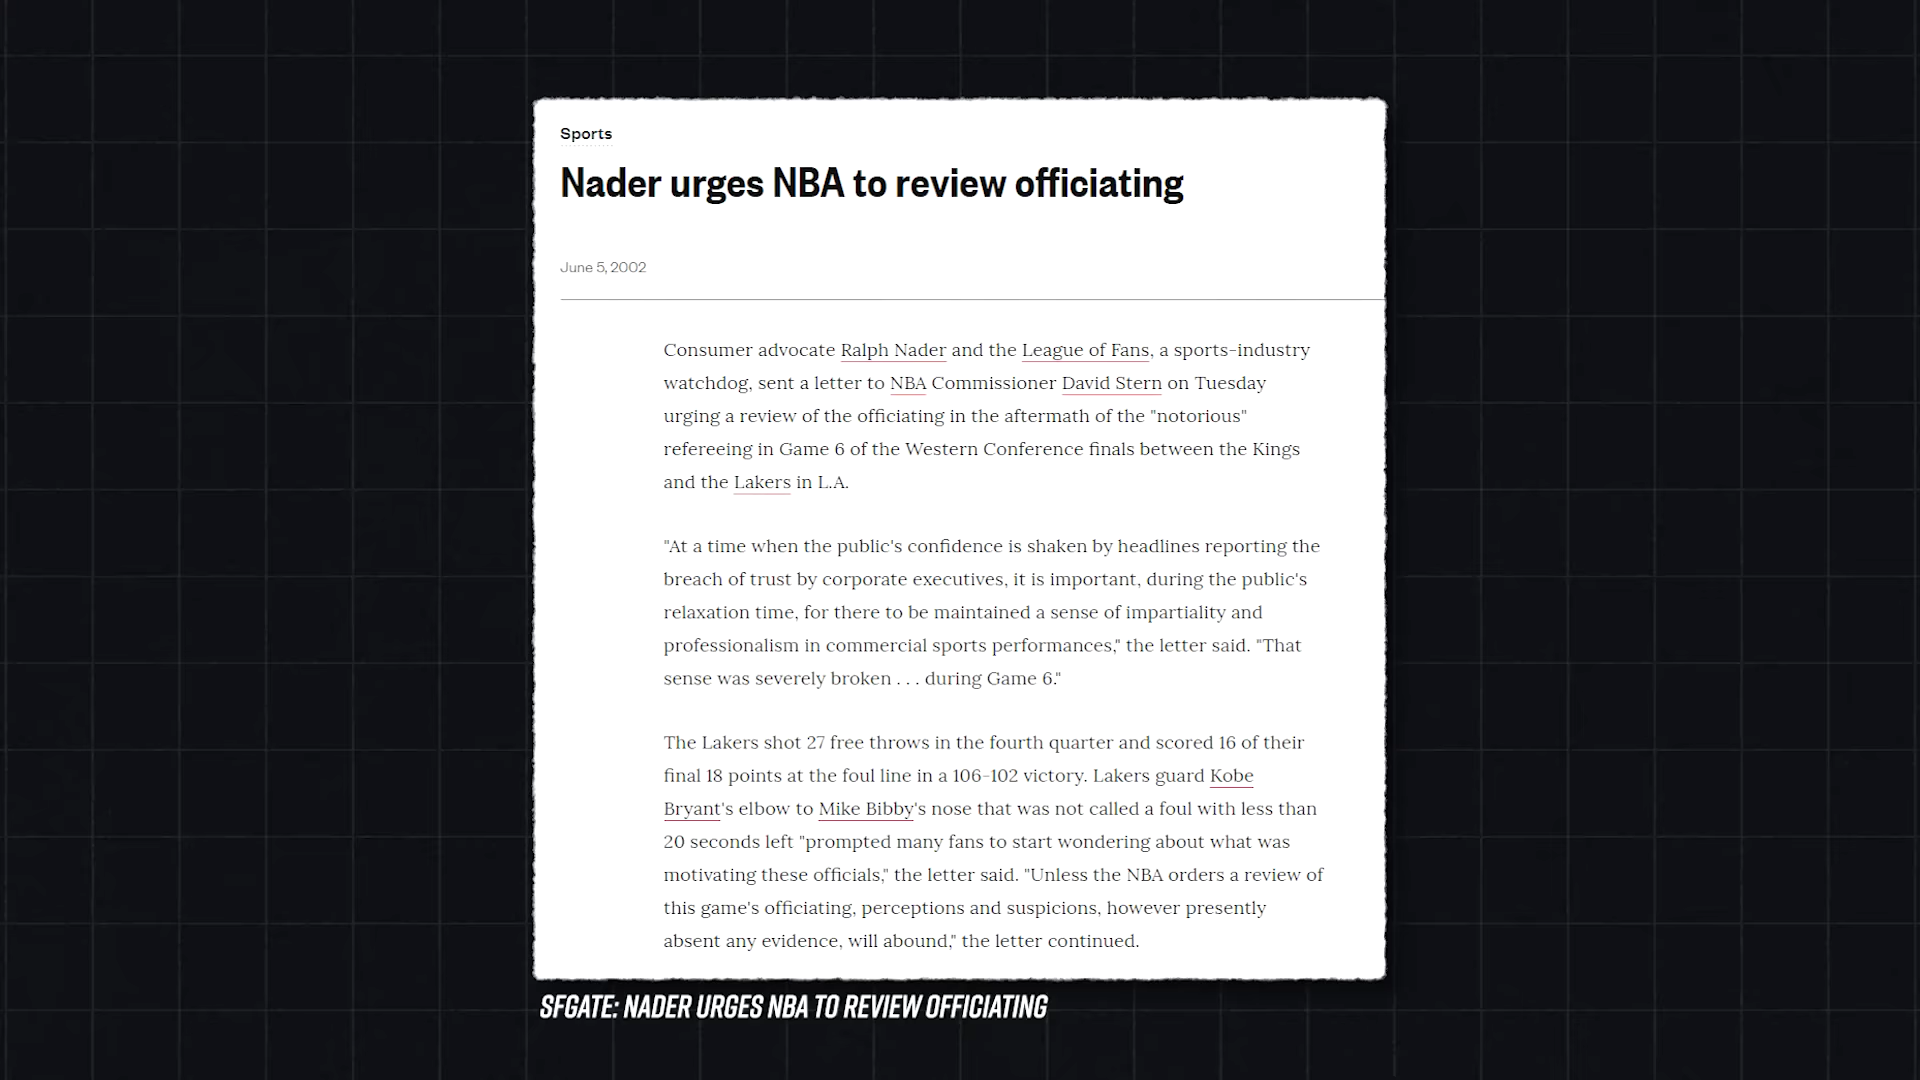 Sports
Nader urges NBA to review officiating
June 5, 2002
Consumer advocate Ralph Nader and the League of Fans, a sports-industry
watchdog, sent a letter to NBA Commissioner David Stern on Tuesday
urging a review of the officiating in the aftermath of the "notorious"
refereeing in Game 6 of the Western Conference finals between the Kings
and the Lakers in L.A.
"At a time when the public's confidence is shaken by headlines reporting the
breach of trust by corporate executives, it is important, during the public's
relaxation time, for there to be maintained a sense of impartiality and
professionalism in commercial sports performances," the letter said. "That
sense was severely broken . . . during Game 6."
The Lakers shot 27 free throws in the fourth quarter and scored 16 of their
final 18 points at the foul line in a 106-102 victory. Lakers guard Kobe
Bryant's elbow to Mike Bibby's nose that was not called a foul with less than
20 seconds left "prompted many fans to start wondering about what was
motivating these officials," the letter said. "Unless the NBA orders a review of
this game's officiating, perceptions and suspicions, however presently
absent any evidence, will abound," the letter continued.
SFGATE: NADER URGES NBA TO REVIEW OFFICIATING